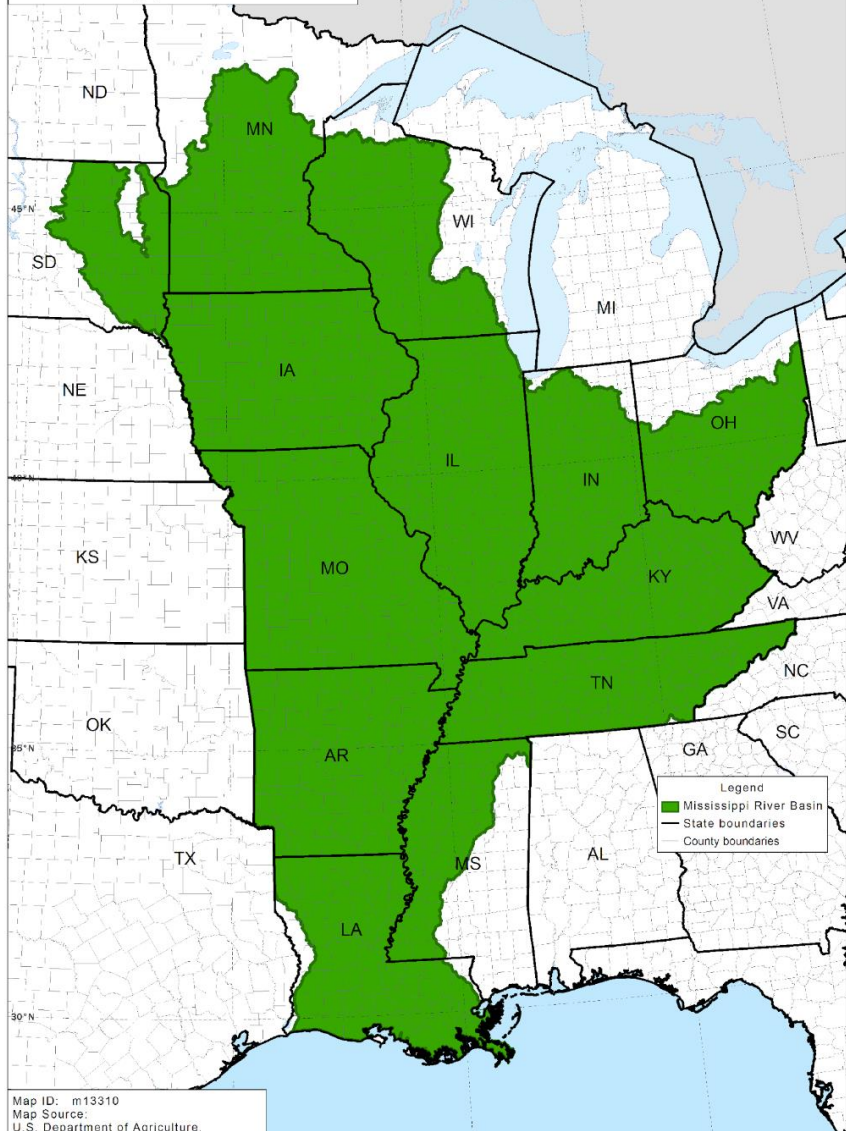 ND
MN
45°N
WI
SD
MI
NE
IA
OH
IL
IN
40°N
WV
KS
MO
KY
VA
NC
TN
OK
SC
35°N
AR
GA
Legend
Mississippi River Basin
State boundaries
County boundaries
TX
MS
AL
LA
30°N
Map ID: m13310
Map Source:
U.S. Department of Agriculture,